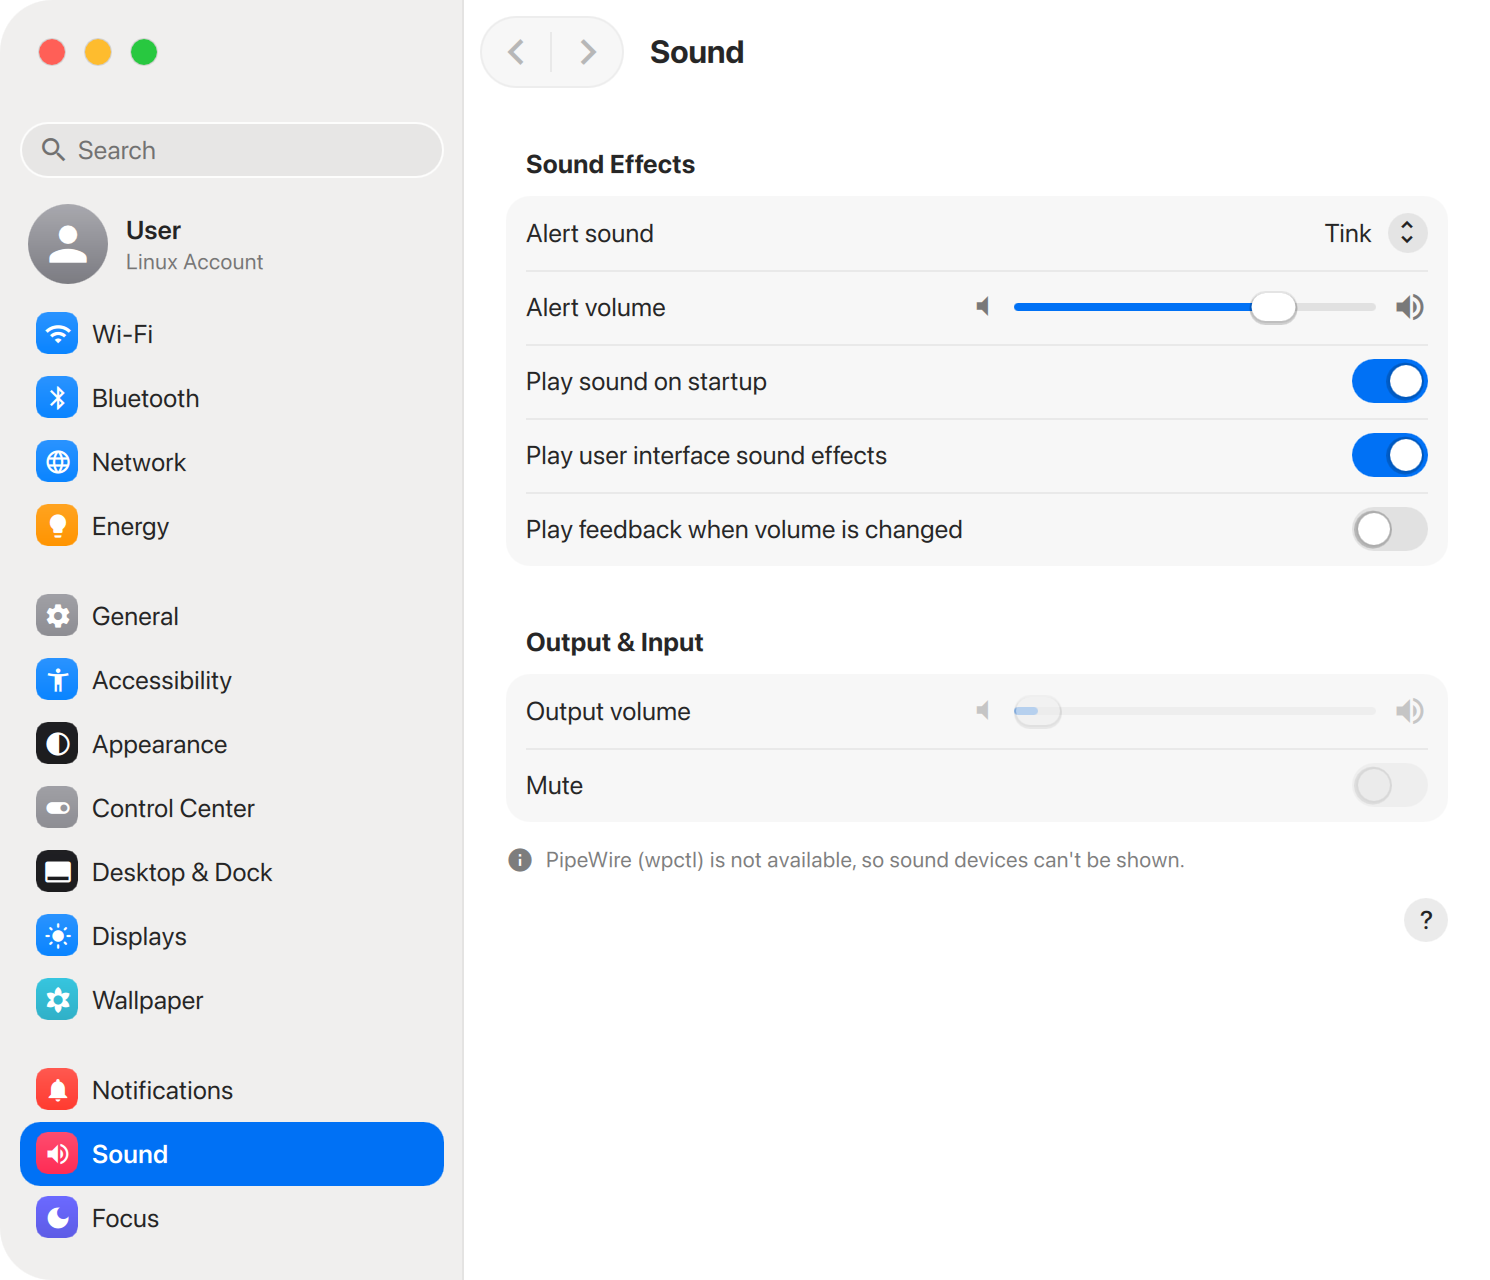 Sound
Search
User
Linux Account
Wi-Fi
Bluetooth
Network
Energy
General
Accessibility
Appearance
Control Center
Desktop & Dock
Displays
Wallpaper
Notifications
Sound
Focus
Sound Effects
Alert sound Tink
Alert volume
Play sound on startup
Play user interface sound effects
Play feedback when volume is changed
Output & Input
Output volume
Mute
PipeWire (wpctl) is not available, so sound devices can't be shown.
?